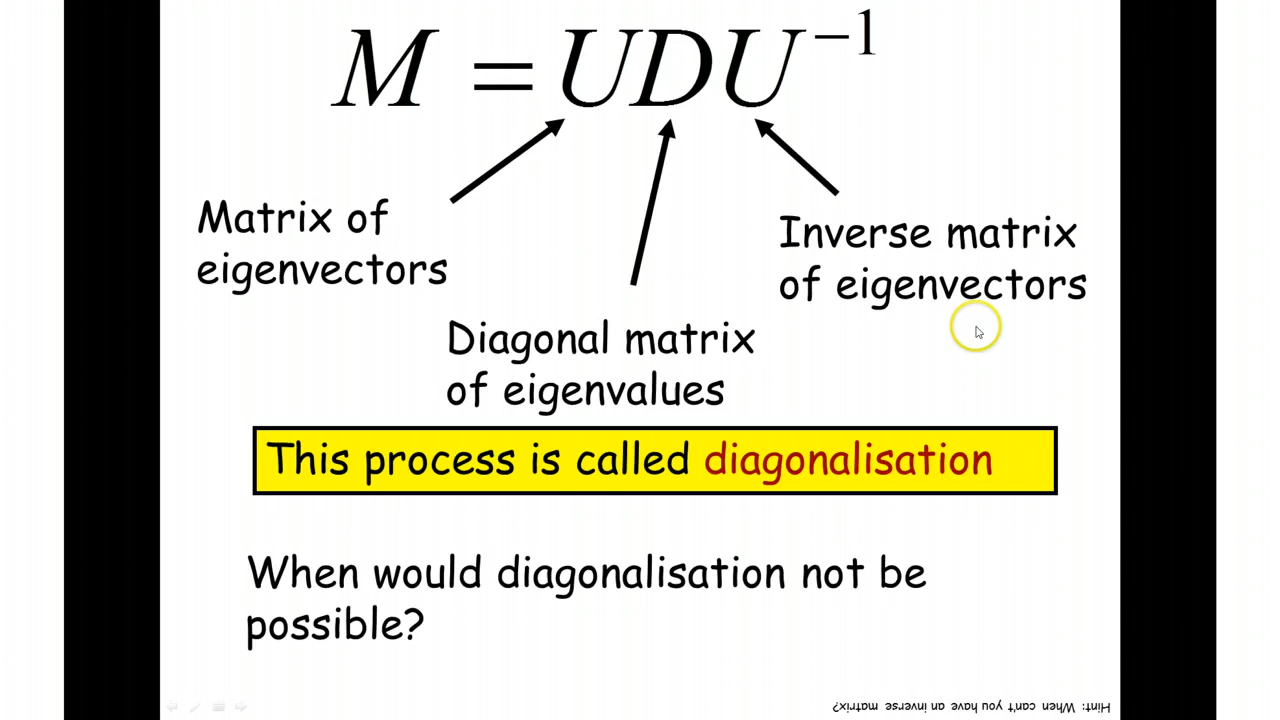 M = UDU⁻¹
Matrix of
eigenvectors
Inverse matrix
of eigenvectors
Diagonal matrix
of eigenvalues
This process is called diagonalisation
When would diagonalisation not be
possible?
Hint: When can't you have an inverse matrix?